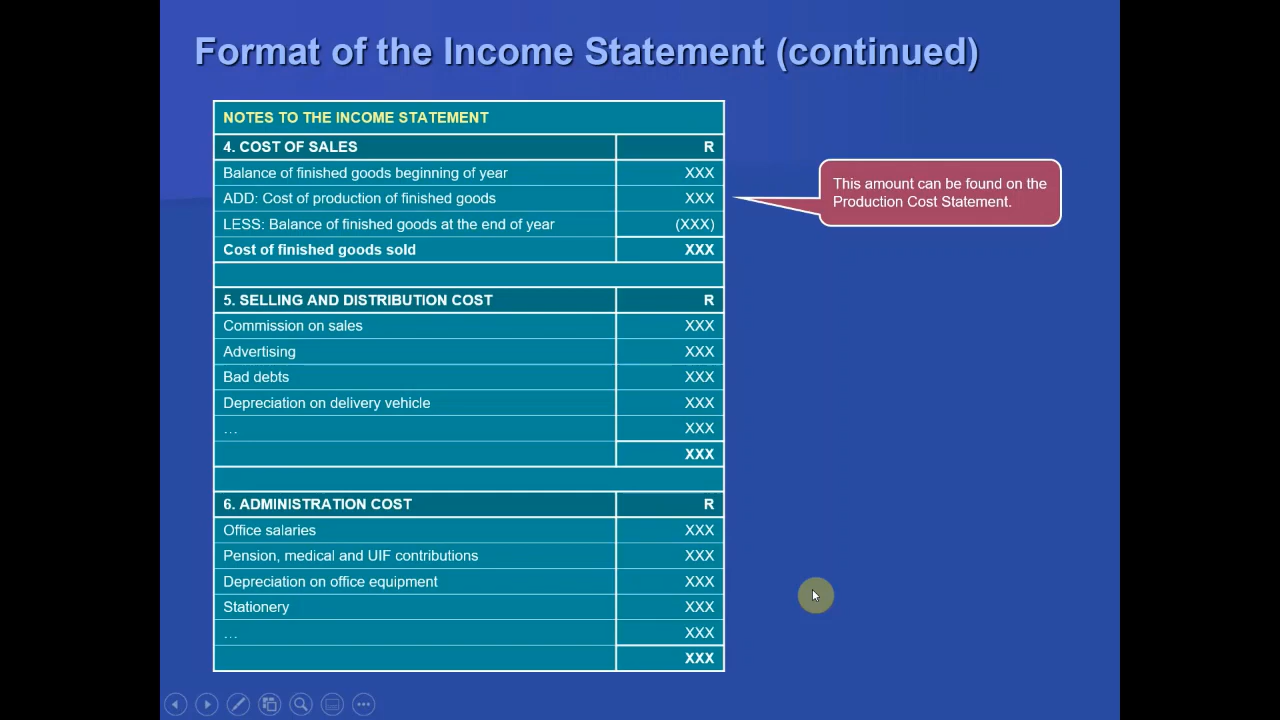 Format of the Income Statement (continued)
NOTES TO THE INCOME STATEMENT
4. COST OF SALES R
Balance of finished goods beginning of year XXX
ADD: Cost of production of finished goods XXX
LESS: Balance of finished goods at the end of year (XXX)
Cost of finished goods sold XXX
This amount can be found on the
Production Cost Statement.
5. SELLING AND DISTRIBUTION COST R
Commission on sales XXX
Advertising XXX
Bad debts XXX
Depreciation on delivery vehicle XXX
... XXX
XXX
6. ADMINISTRATION COST R
Office salaries XXX
Pension, medical and UIF contributions XXX
Depreciation on office equipment XXX
Stationery XXX
... XXX
XXX